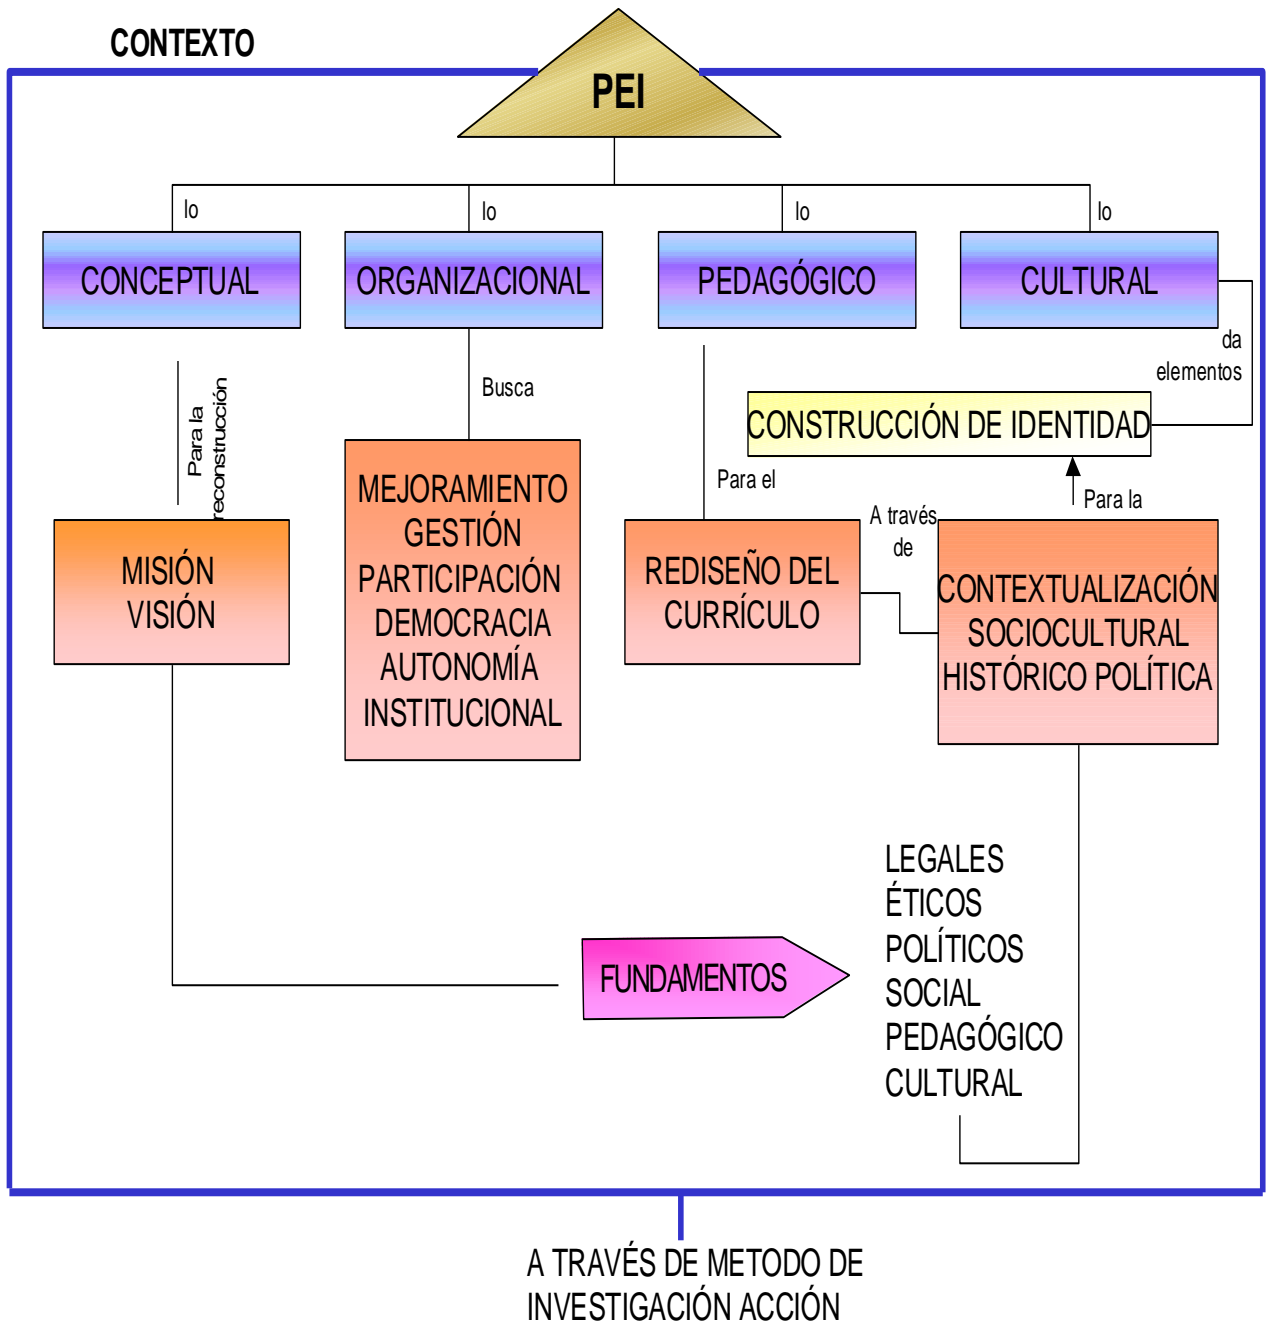 CONTEXTO
PEI
lo
lo
lo
lo
CONCEPTUAL
ORGANIZACIONAL
PEDAGÓGICO
CULTURAL
da
elementos
Para la
reconstrucción
Busca
CONSTRUCCIÓN DE IDENTIDAD
Para el
A través
de
Para la
MISIÓN
VISIÓN
MEJORAMIENTO
GESTIÓN
PARTICIPACIÓN
DEMOCRACIA
AUTONOMÍA
INSTITUCIONAL
REDISEÑO DEL
CURRÍCULO
CONTEXTUALIZACIÓN
SOCIOCULTURAL
HISTÓRICO POLÍTICA
FUNDAMENTOS
LEGALES
ÉTICOS
POLÍTICOS
SOCIAL
PEDAGÓGICO
CULTURAL
A TRAVÉS DE METODO DE
INVESTIGACIÓN ACCIÓN